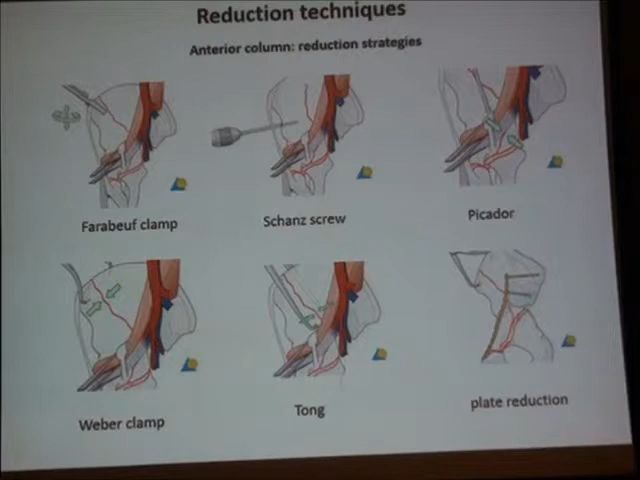 Reduction techniques
Anterior column: reduction strategies
Farabeuf clamp
Schanz screw
Picador
Weber clamp
Tong
plate reduction